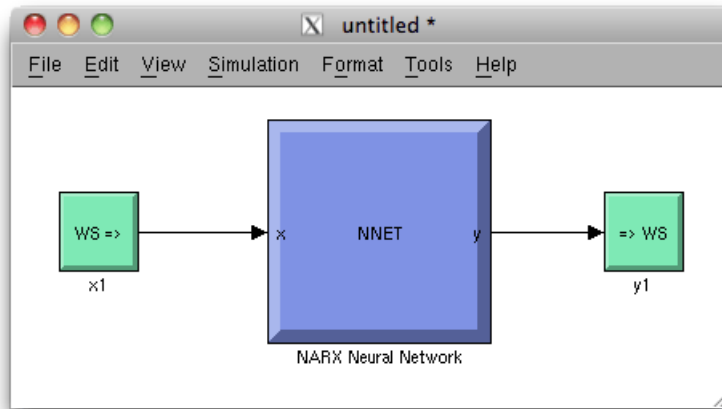 untitled *
File Edit View Simulation Format Tools Help
WS => x NNET y => WS
x1 y1
NARX Neural Network